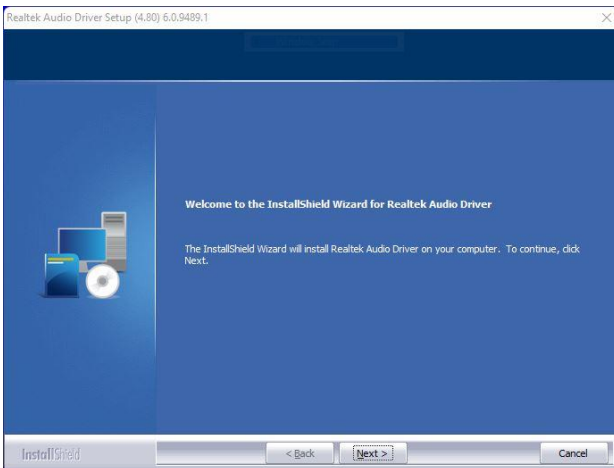 Realtek Audio Driver Setup (4.80) 6.0.9489.1
Welcome to the InstallShield Wizard for Realtek Audio Driver
The InstallShield Wizard will install Realtek Audio Driver on your computer. To continue, click
Next.
InstallShield
< Back
Next >
Cancel